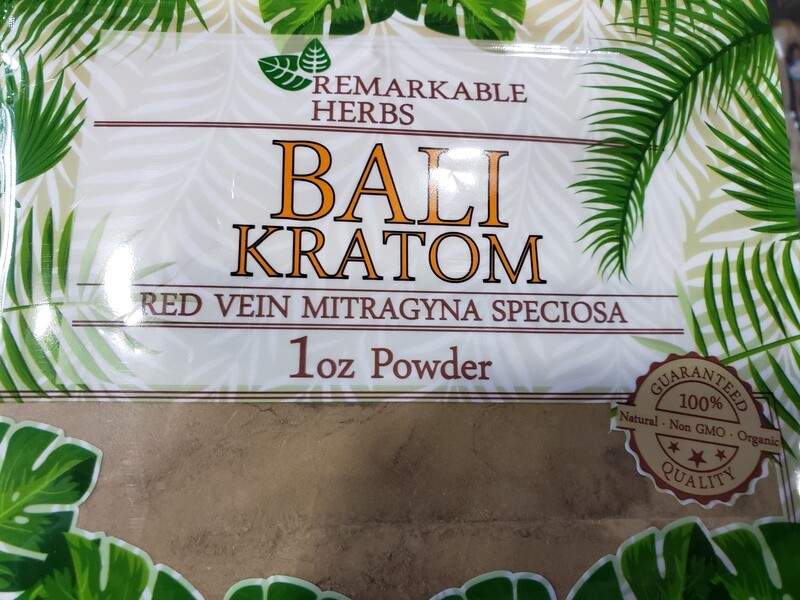 REMARKABLE
HERBS
BALI
KRATOM
RED VEIN MITRAGYNA SPECIOSA
1oz Powder
GUARANTEED
100%
Natural · Non GMO · Organic
QUALITY